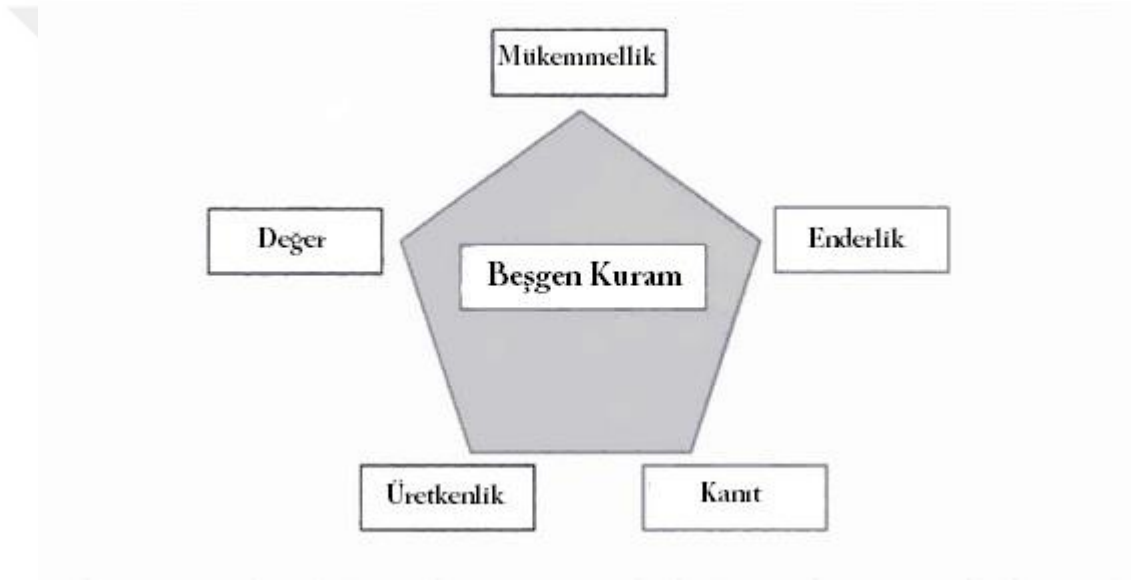 Mükemmellik
Değer
Enderlik
Beşgen Kuram
Üretkenlik
Kanıt